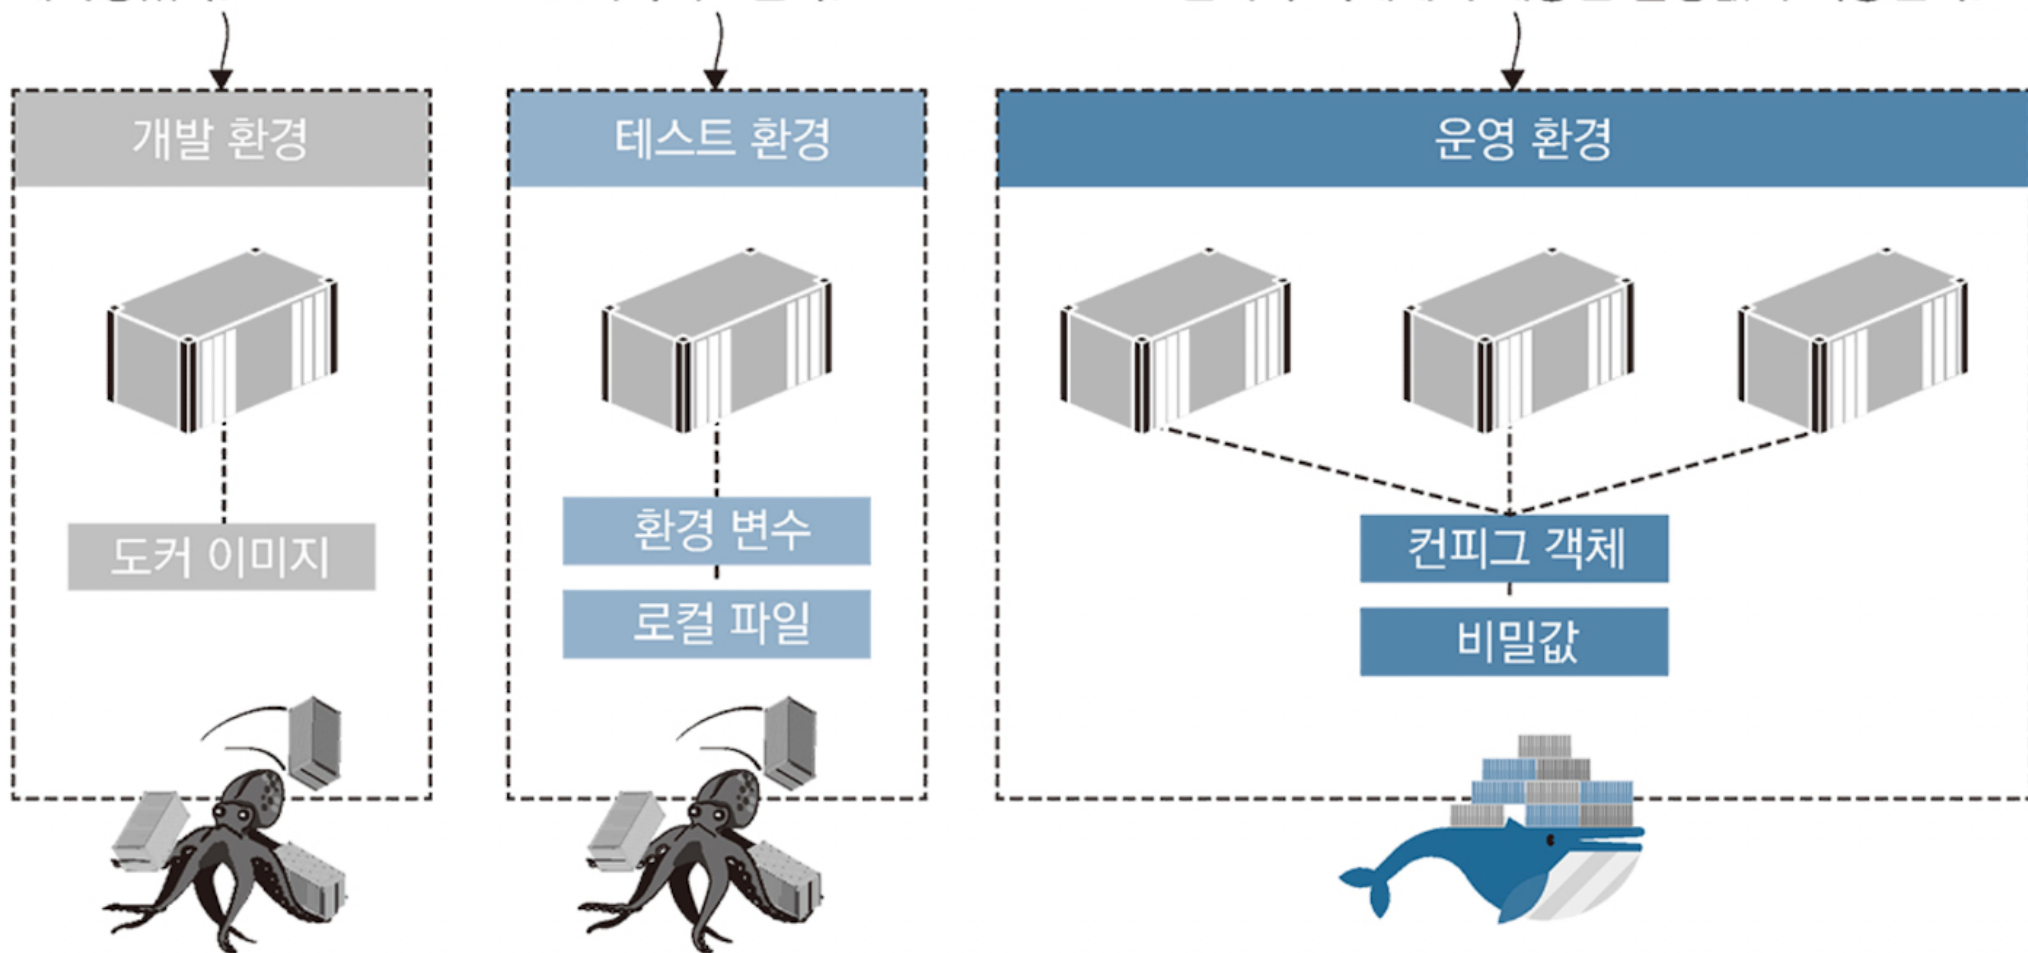 개발 환경
테스트 환경
운영 환경
도커 이미지
환경 변수
로컬 파일
컨피그 객체
비밀값